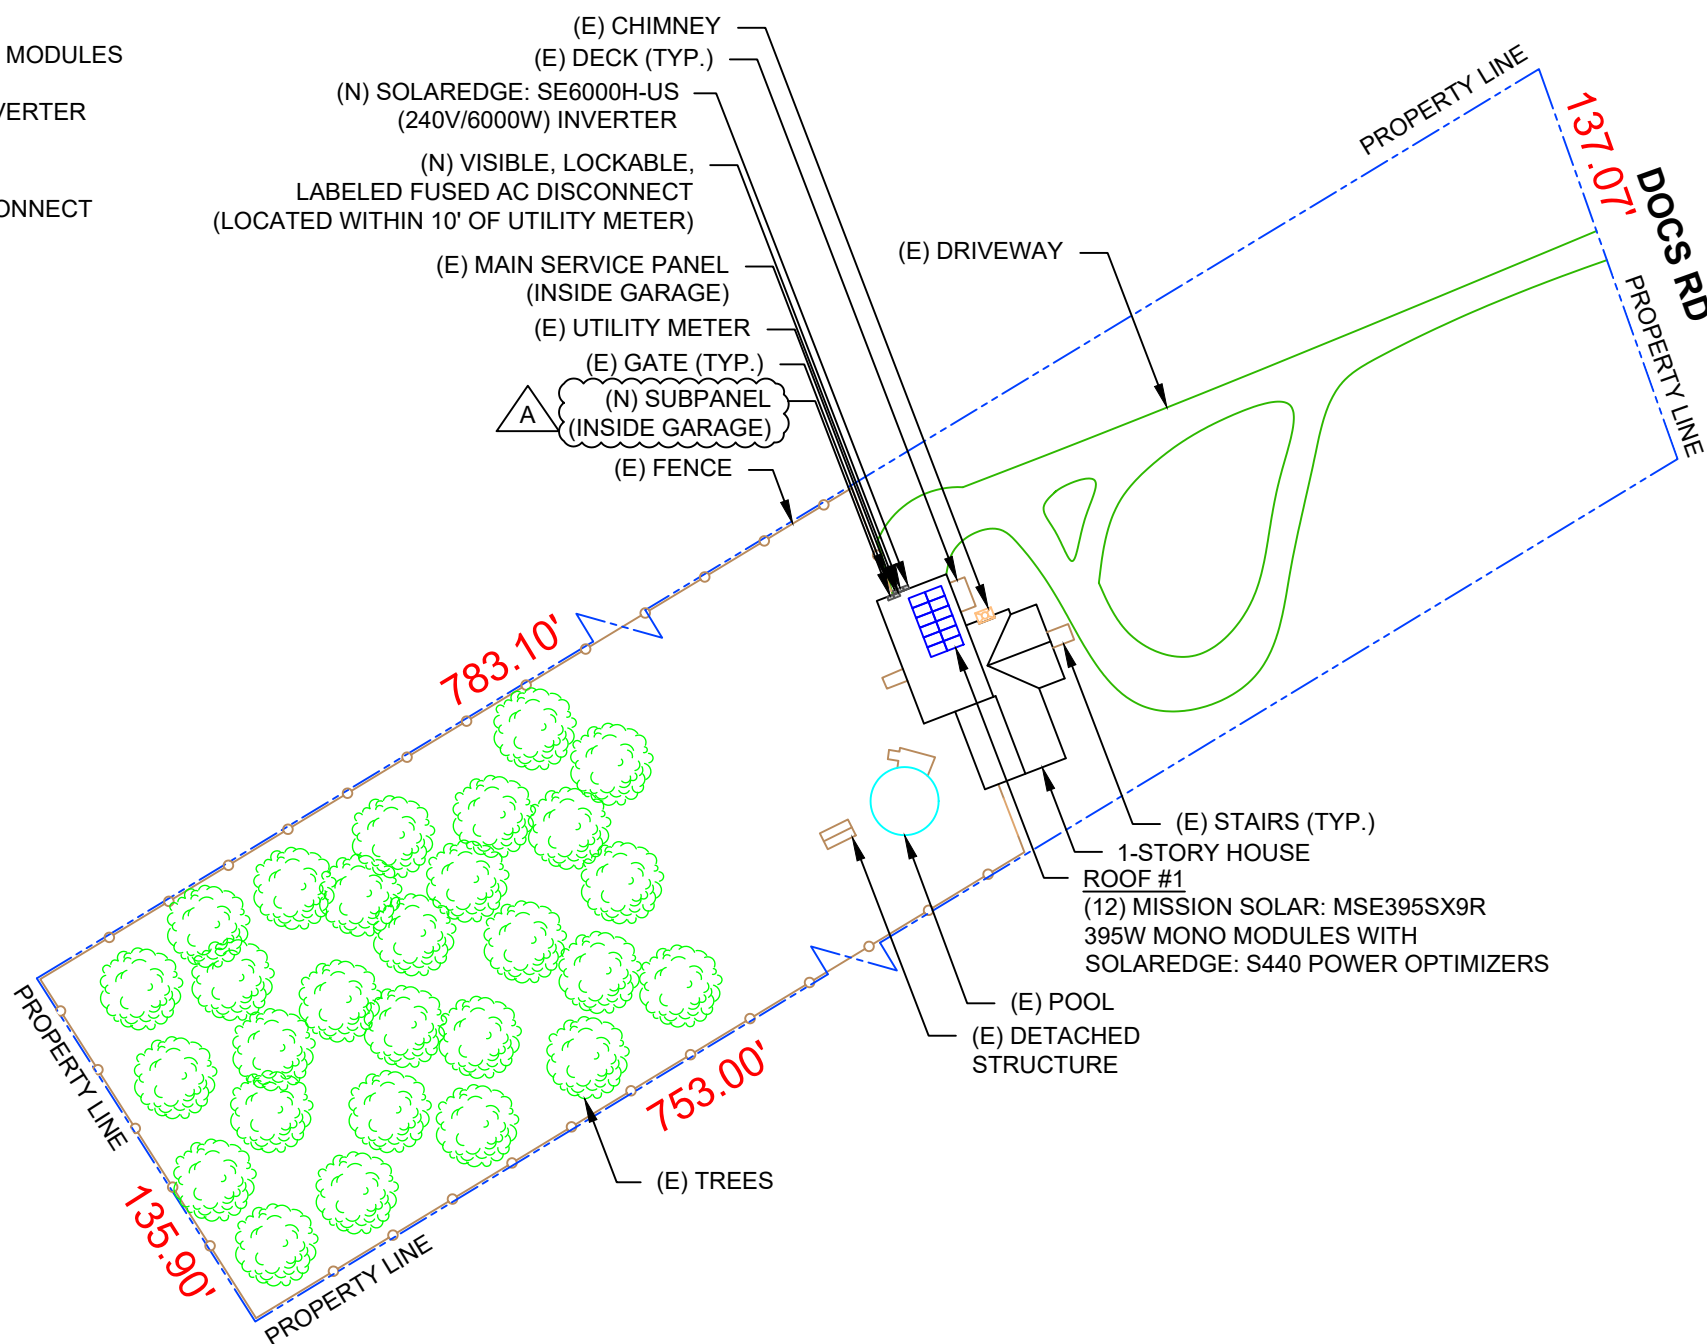 MODULES
VERTER
ONNECT
(E) CHIMNEY
(E) DECK (TYP.)
(N) SOLAREDGE: SE6000H-US
(240V/6000W) INVERTER
(N) VISIBLE, LOCKABLE,
LABELED FUSED AC DISCONNECT
(LOCATED WITHIN 10' OF UTILITY METER)
(E) MAIN SERVICE PANEL
(INSIDE GARAGE)
(E) UTILITY METER
(E) GATE (TYP.)
A
(N) SUBPANEL
(INSIDE GARAGE)
(E) FENCE
(E) DRIVEWAY
PROPERTY LINE
137.07'
DOCS RD
PROPERTY LINE
783.10'
(E) STAIRS (TYP.)
1-STORY HOUSE
ROOF #1
(12) MISSION SOLAR: MSE395SX9R
395W MONO MODULES WITH
SOLAREDGE: S440 POWER OPTIMIZERS
(E) POOL
(E) DETACHED
STRUCTURE
753.00'
(E) TREES
PROPERTY LINE
135.90'
PROPERTY LINE